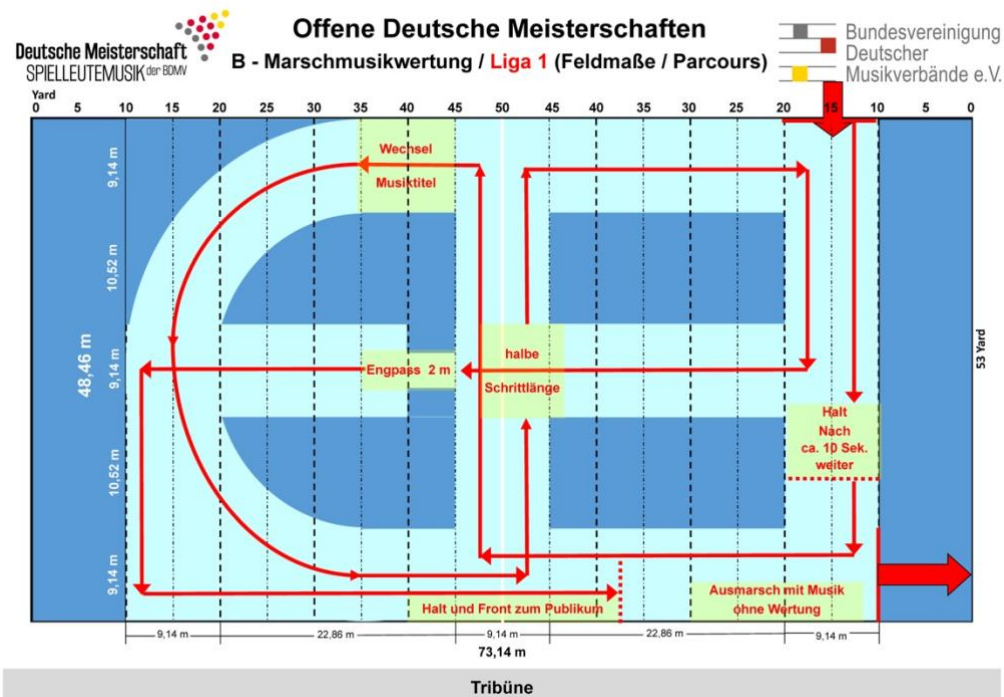 Deutsche Meisterschaft
SPIELLEUTEMUSIK der BDMV
Offene Deutsche Meisterschaften
B - Marschmusikwertung / Liga 1 (Feldmaße / Parcours)
Bundesvereinigung
Deutscher
Musikverbände e.V.
Yard
0 5 10 15 20 25 30 35 40 45 50 45 40 35 30 25 20 15 10 5 0
9,14 m
10,52 m
9,14 m
10,52 m
9,14 m
48,46 m
53 Yard
Wechsel
Musiktitel
Engpass 2 m
halbe
Schrittlänge
Halt
Nach
ca. 10 Sek.
weiter
Halt und Front zum Publikum
Ausmarsch mit Musik
ohne Wertung
9,14 m 22,86 m 9,14 m 22,86 m 9,14 m
73,14 m
Tribüne